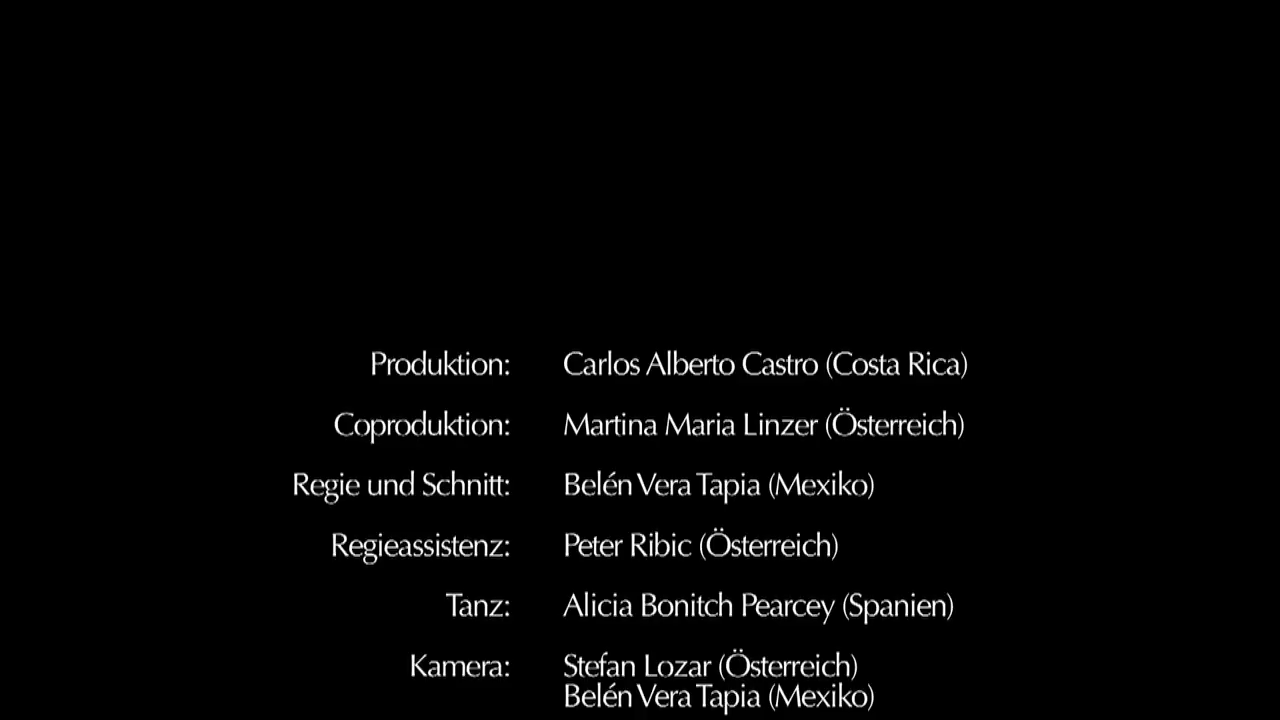 Produktion: Carlos Alberto Castro (Costa Rica)
Coproduktion: Martina Maria Linzer (Österreich)
Regie und Schnitt: Belén Vera Tapia (Mexiko)
Regieassistenz: Peter Ribic (Österreich)
Tanz: Alicia Bonitch Pearcey (Spanien)
Kamera: Stefan Lozar (Österreich)
Belén Vera Tapia (Mexiko)